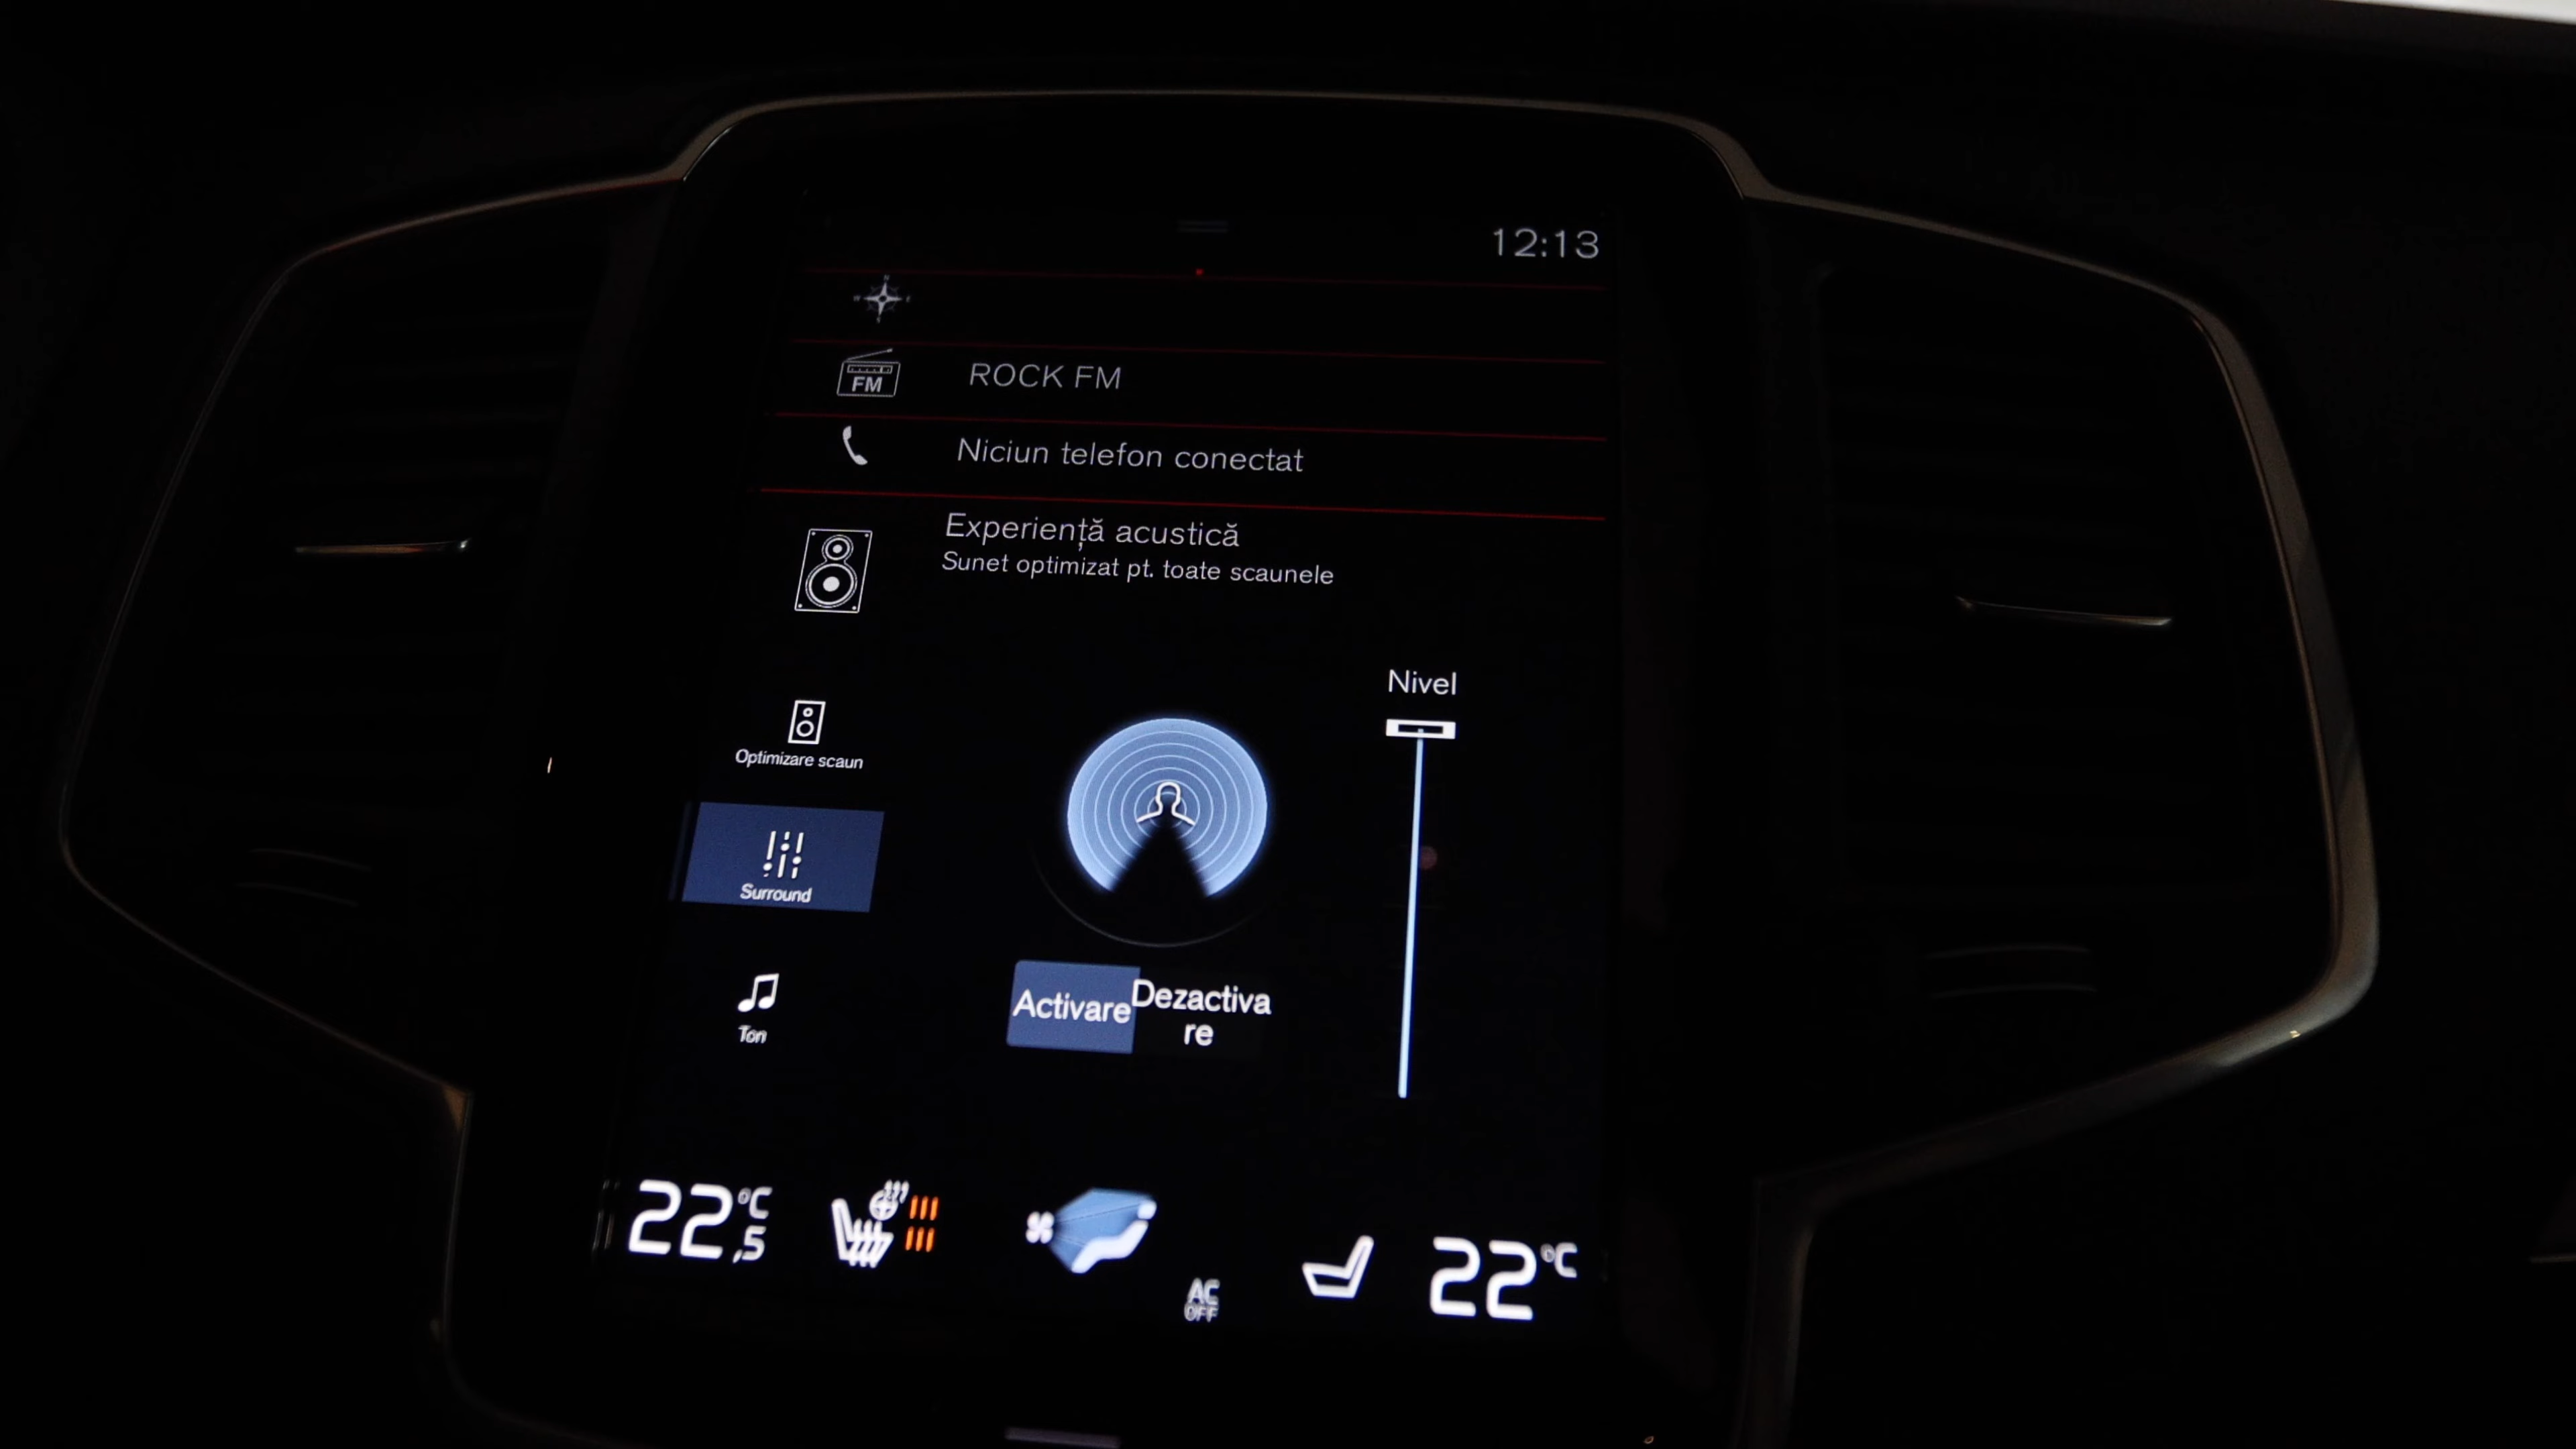 12:13
N
W E
S
FM
ROCK FM
Niciun telefon conectat
Experiență acustică
Sunet optimizat pt. toate scaunele
Nivel
Optimizare scaun
Surround
Activare
Dezactiva
re
Ton
22,5 °C
AC
OFF
22 °C